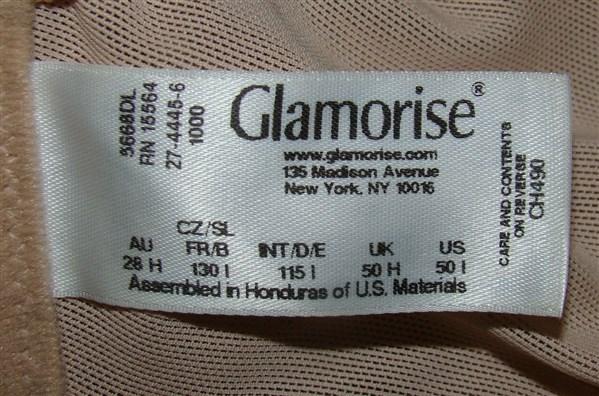 5668DL
RN 15564
27-4445-6
1000
Glamorise®
www.glamorise.com
135 Madison Avenue
New York, NY 10016
CZ/SL
AU FR/B INT/D/E UK US
28 H 130 I 115 I 50 H 50 I
Assembled in Honduras of U.S. Materials
CARE AND CONTENTS
ON REVERSE
CH490